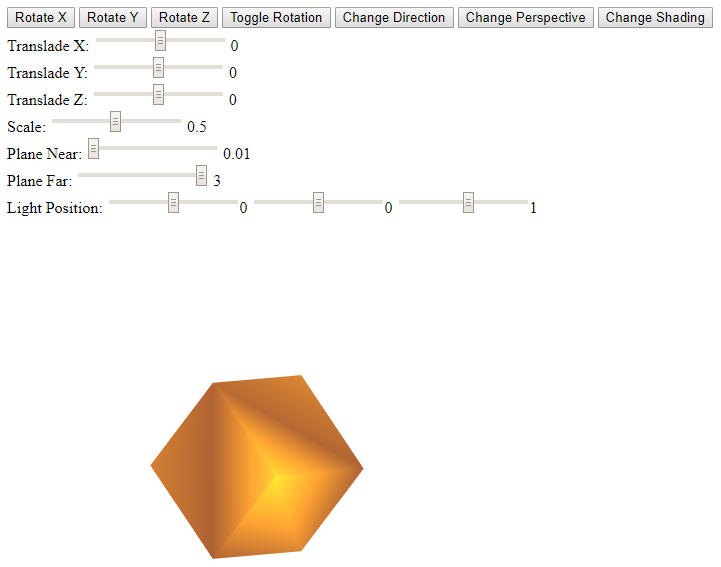 Rotate X Rotate Y Rotate Z Toggle Rotation Change Direction Change Perspective Change Shading
Translade X: 0
Translade Y: 0
Translade Z: 0
Scale: 0.5
Plane Near: 0.01
Plane Far: 3
Light Position: 0 0 1